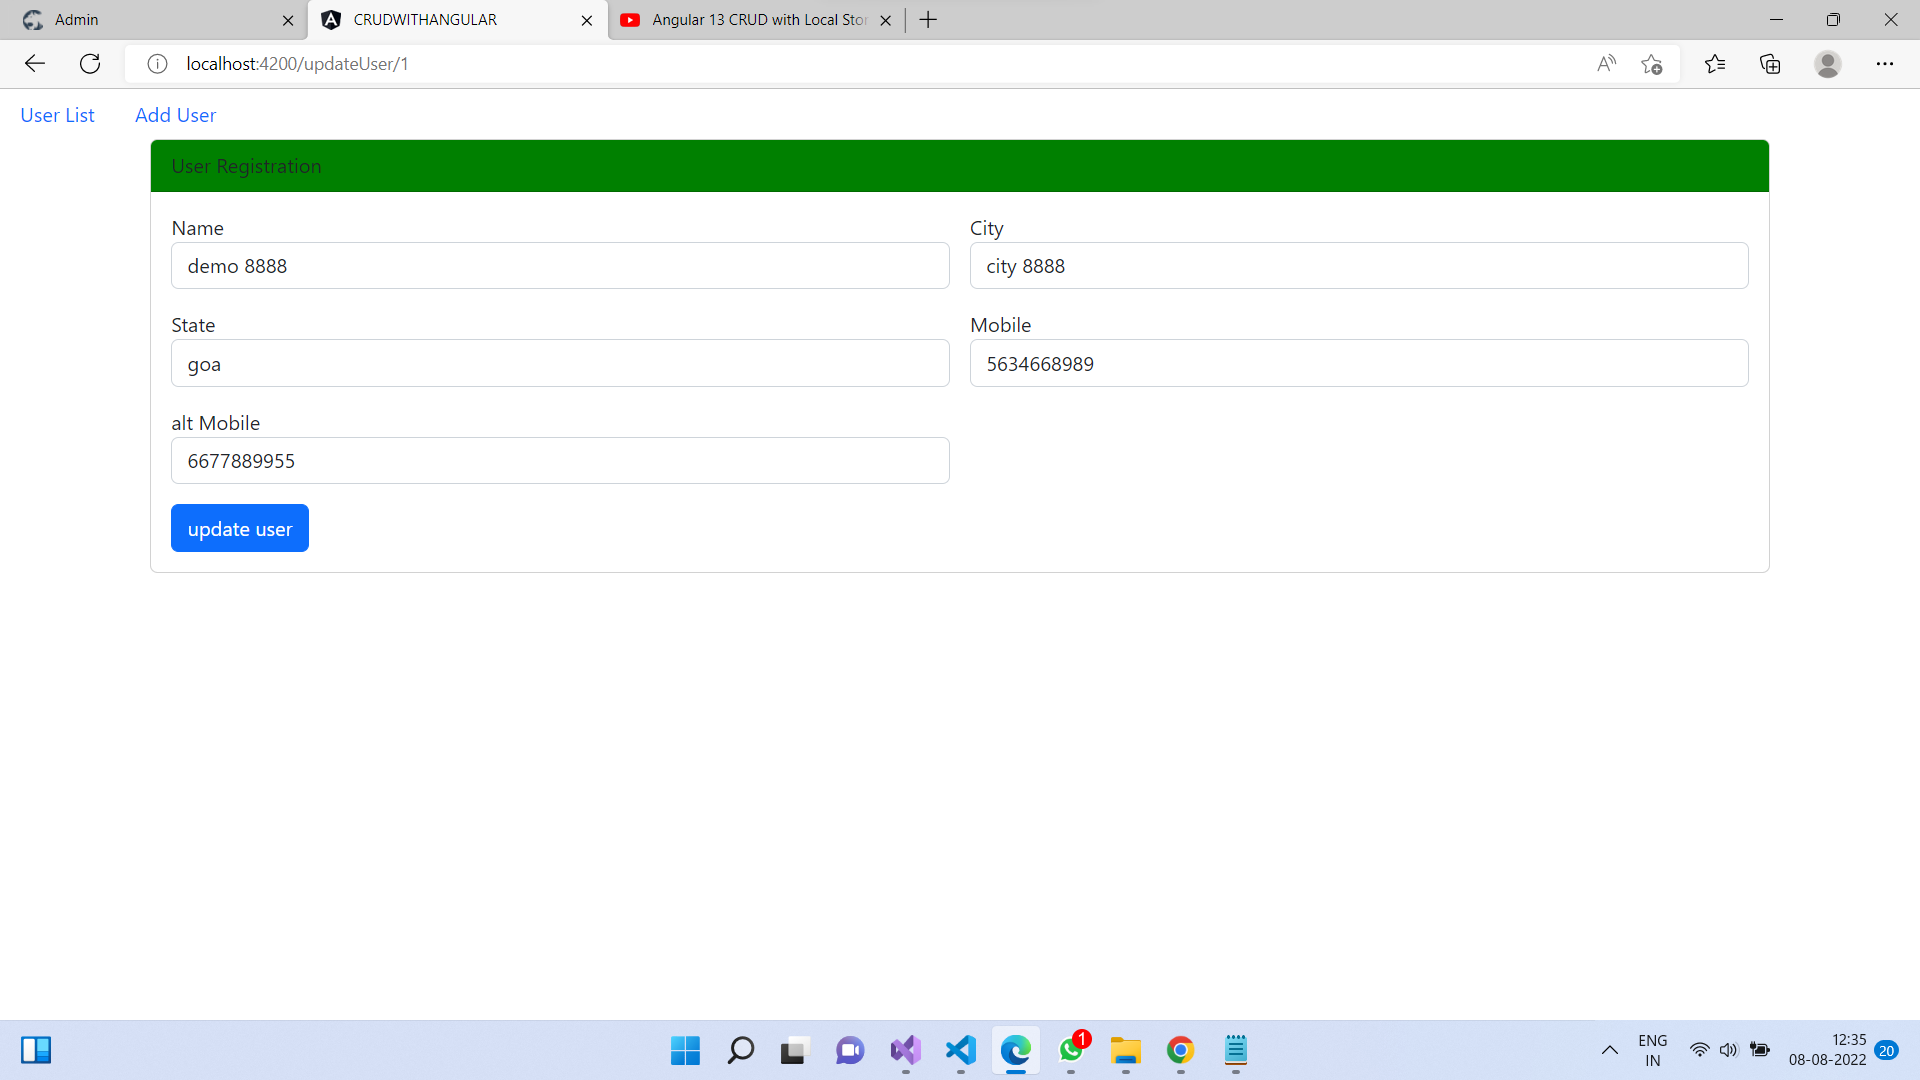 Admin
CRUDWITHANGULAR
Angular 13 CRUD with Local Stor
localhost:4200/updateUser/1
User List
Add User
User Registration
Name
City
demo 8888
city 8888
State
Mobile
goa
5634668989
alt Mobile
6677889955
update user
1
ENG
IN
12:35
08-08-2022
20